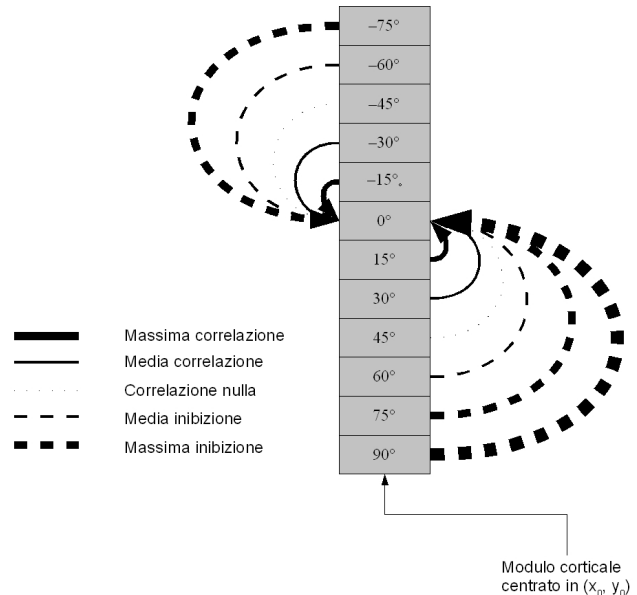 –75°
–60°
–45°
–30°
–15°.
0°
15°
30°
45°
60°
75°
90°
Massima correlazione
Media correlazione
Correlazione nulla
Media inibizione
Massima inibizione
Modulo corticale
centrato in (x₀, y₀)